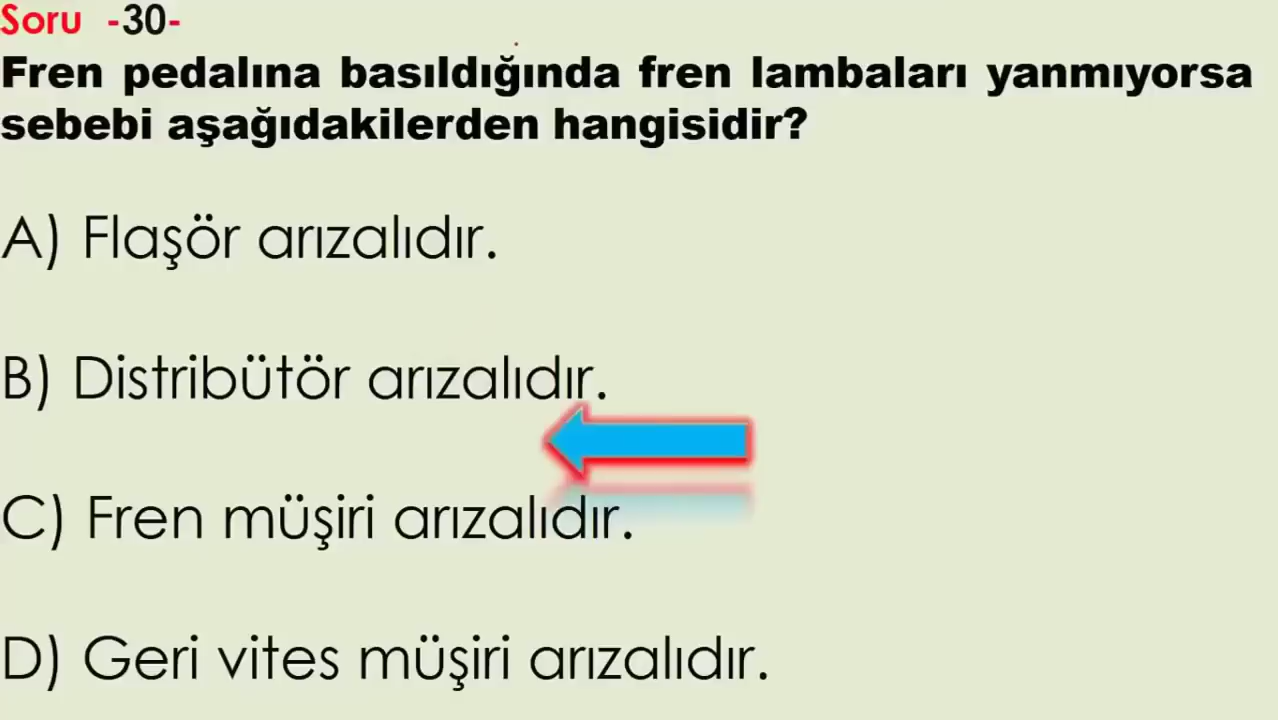 Soru -30-
Fren pedalına basıldığında fren lambaları yanmıyorsa
sebebi aşağıdakilerden hangisidir?
A) Flaşör arızalıdır.
B) Distribütör arızalıdır.
C) Fren müşiri arızalıdır.
D) Geri vites müşiri arızalıdır.